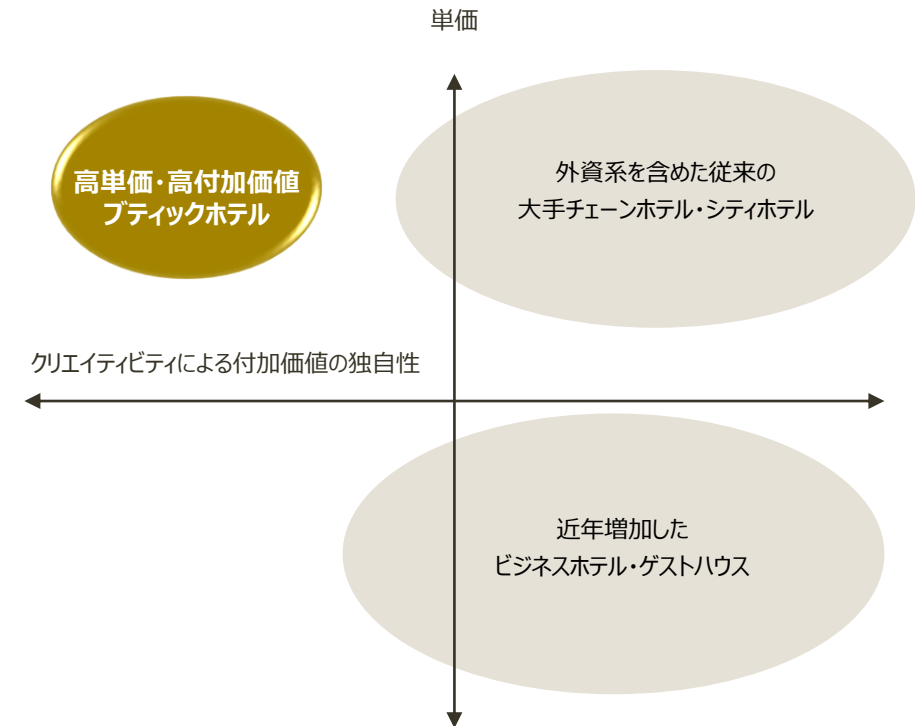 単価
高単価・高付加価値
ブティックホテル
外資系を含めた従来の
大手チェーンホテル・シティホテル
クリエイティビティによる付加価値の独自性
近年増加した
ビジネスホテル・ゲストハウス